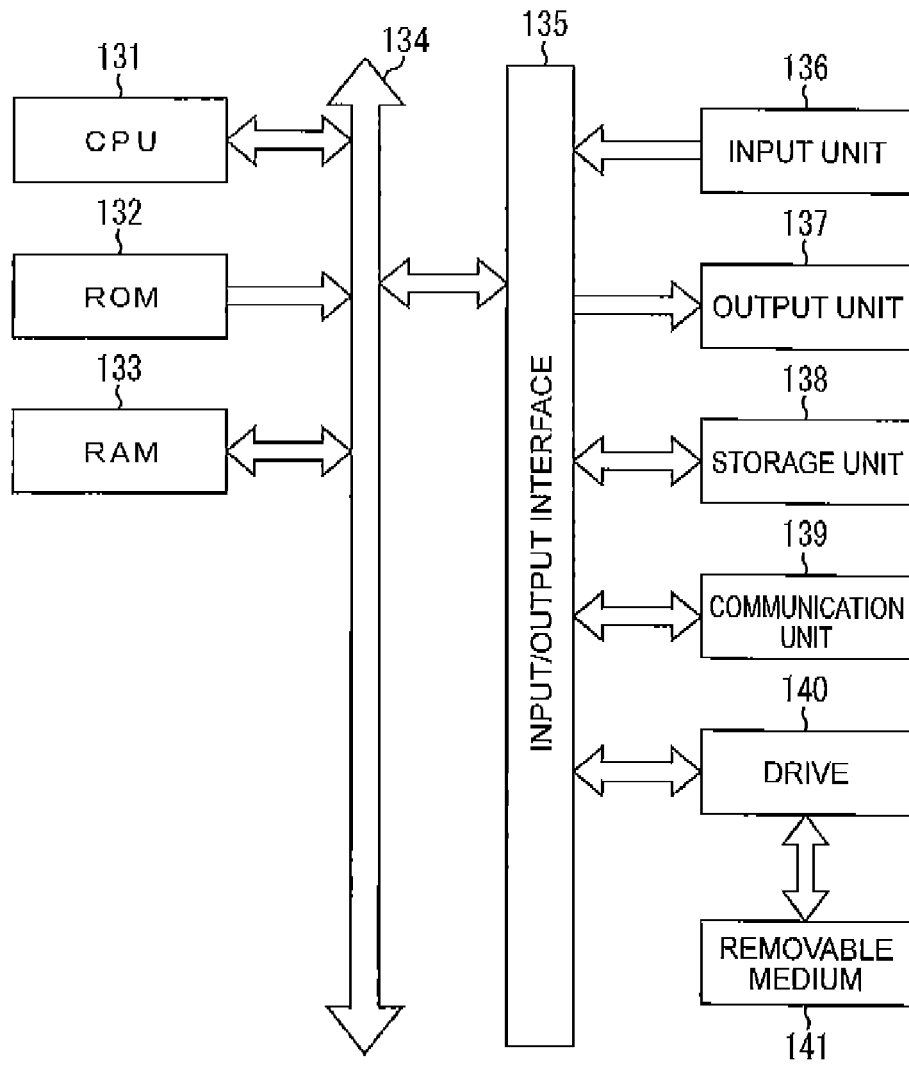 131
CPU
132
ROM
133
RAM
134
135
INPUT/OUTPUT INTERFACE
136
INPUT UNIT
137
OUTPUT UNIT
138
STORAGE UNIT
139
COMMUNICATION
UNIT
140
DRIVE
REMOVABLE
MEDIUM
141